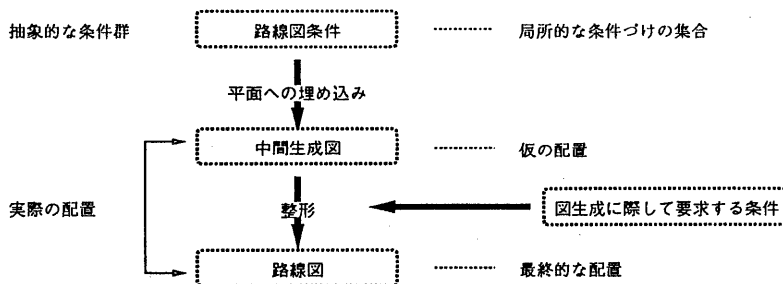 抽象的な条件群 路線図条件 局所的な条件づけの集合
平面への埋め込み
中間生成図 仮の配置
実際の配置 整形 図生成に際して要求する条件
路線図 最終的な配置